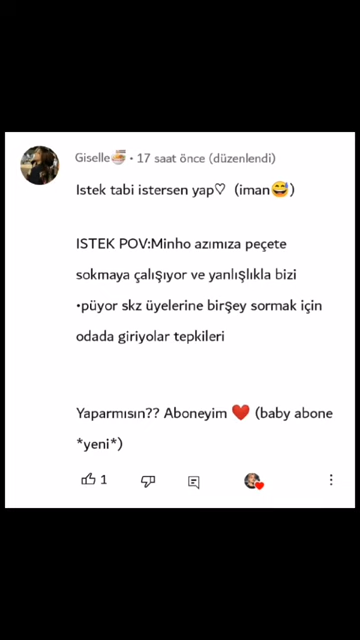 Giselle🍜 • 17 saat önce (düzenlendi)
Istek tabi istersen yap♡ (iman😅)
ISTEK POV:Minho azımıza peçete
sokmaya çalışıyor ve yanlışlıkla bizi
•püyor skz üyelerine birşey sormak için
odada giriyolar tepkileri
Yaparmısın?? Aboneyim ❤️ (baby abone
*yeni*)
1